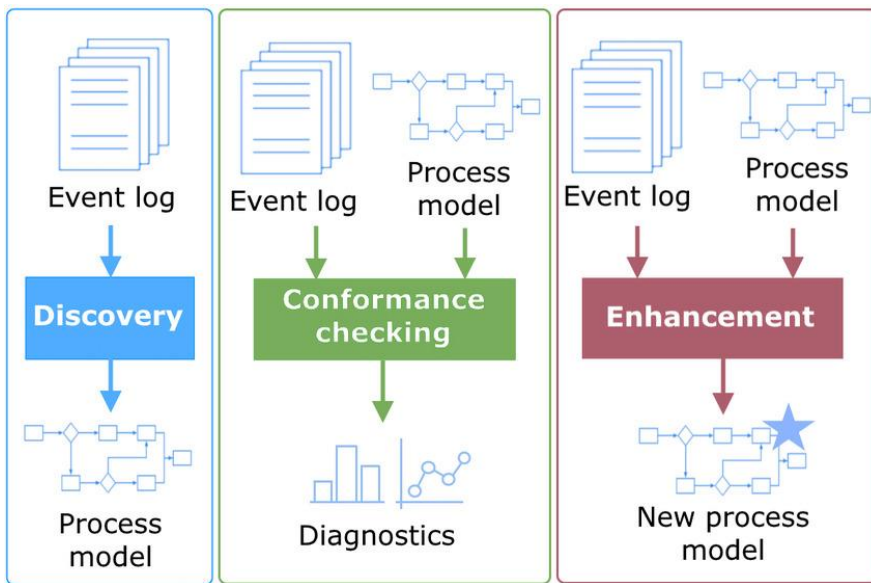 Event log
Discovery
Process
model
Event log
Process
model
Conformance
checking
Diagnostics
Event log
Process
model
Enhancement
New process
model